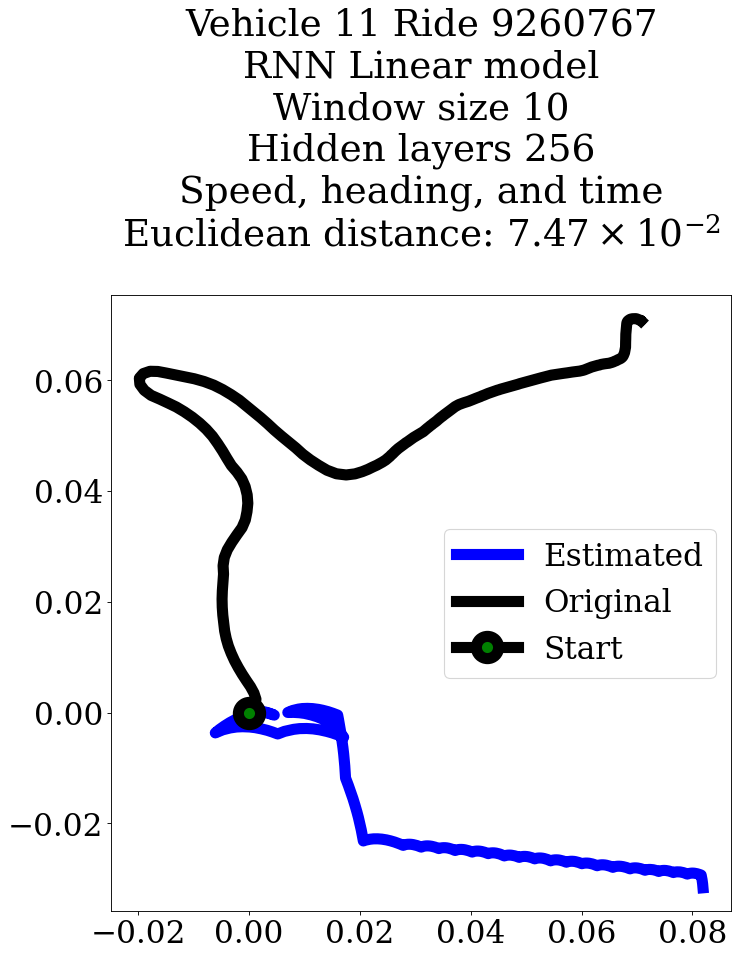 Vehicle 11 Ride 9260767
RNN Linear model
Window size 10
Hidden layers 256
Speed, heading, and time
Euclidean distance: 7.47 × 10⁻²
0.06
0.04
0.02
0.00
−0.02
Estimated
Original
Start
−0.02 0.00 0.02 0.04 0.06 0.08